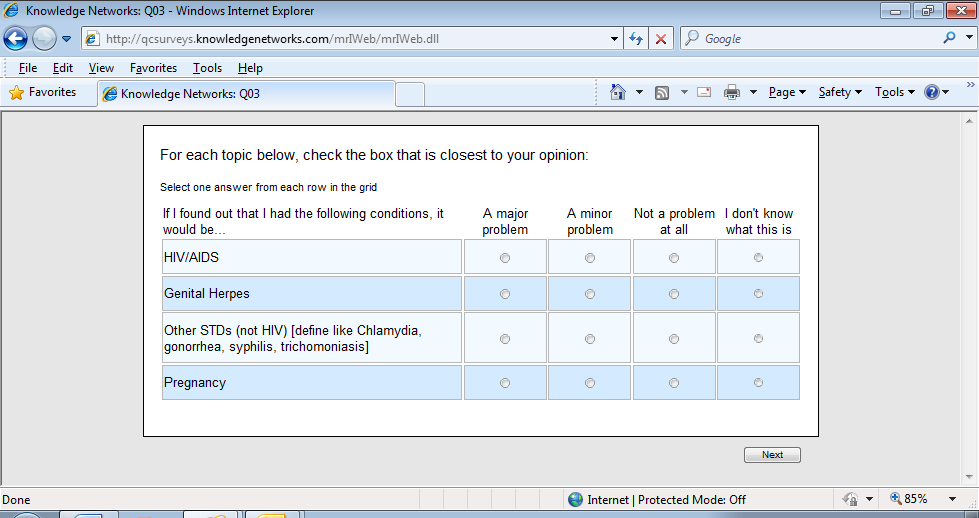 Knowledge Networks: Q03 - Windows Internet Explorer
http://qcsurveys.knowledgenetworks.com/mrIWeb/mrIWeb.dll
Google
File Edit View Favorites Tools Help
Favorites
Knowledge Networks: Q03
Page Safety Tools
For each topic below, check the box that is closest to your opinion:
Select one answer from each row in the grid
If I found out that I had the following conditions, it
would be...
A major
problem
A minor
problem
Not a problem
at all
I don't know
what this is
HIV/AIDS
Genital Herpes
Other STDs (not HIV) [define like Chlamydia,
gonorrhea, syphilis, trichomoniasis]
Pregnancy
Next
Done
Internet | Protected Mode: Off
85%